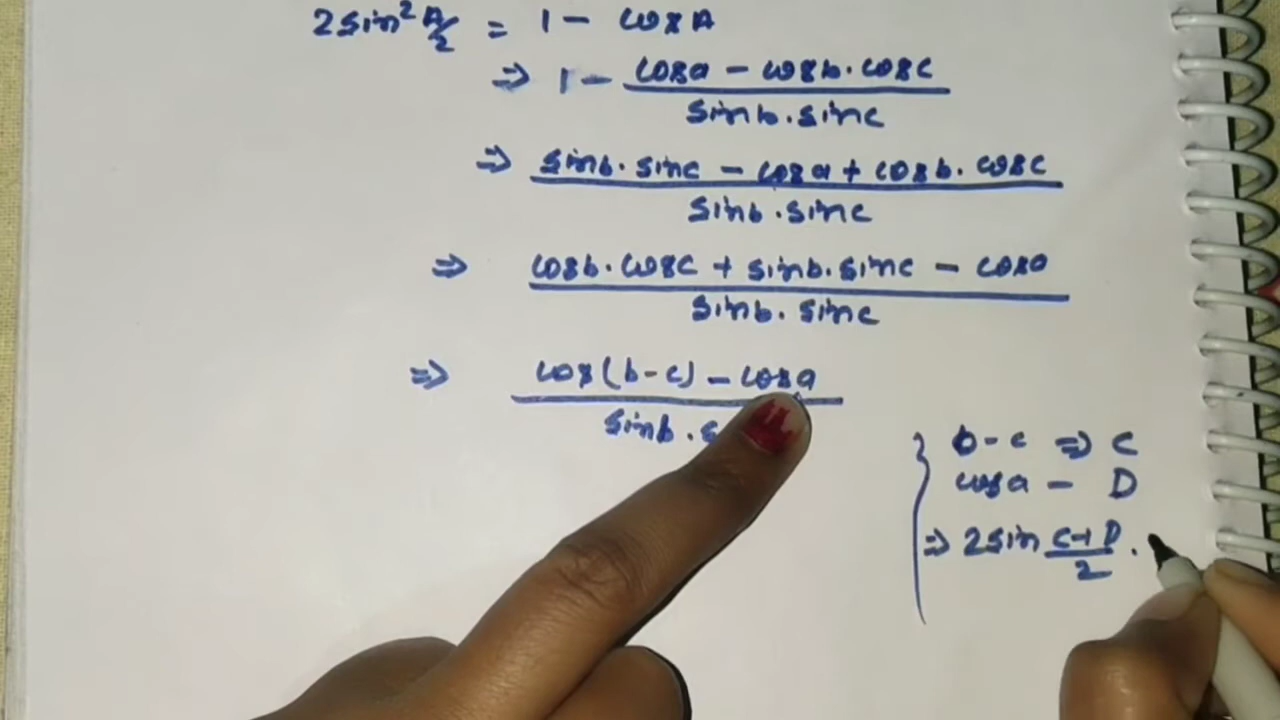 2sin² A/2 = 1 - cosA
⇒ 1 - cosa - cosb.cosc
sinb.sinc
⇒ sinb.sinc - cosa + cosb.cosc
sinb.sinc
⇒ cosb.cosc + sinb.sinc - cosa
sinb.sinc
⇒ cos(b-c) - cosa
sinb.s
b-c ⇒ C
cosa - D
⇒ 2sin C+D .
2